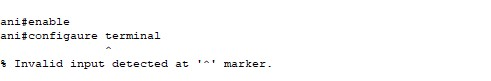 ani#enable
ani#configaure terminal
^
% Invalid input detected at '^' marker.